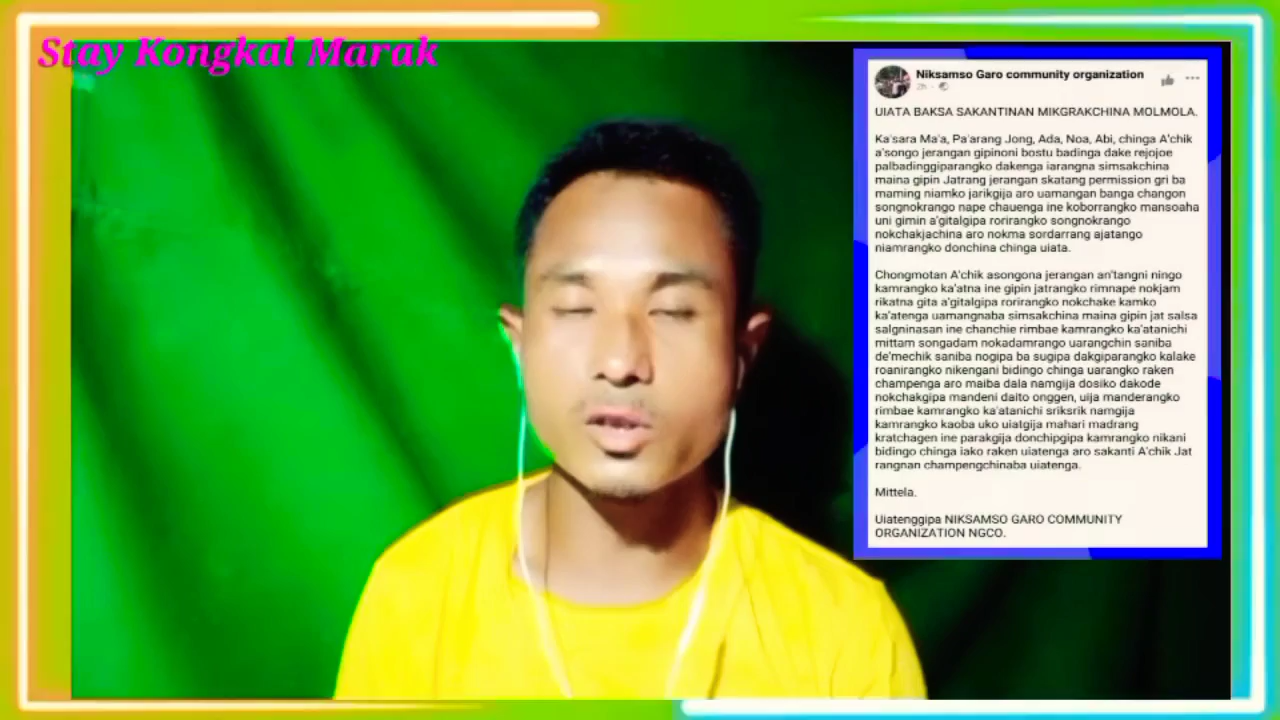 Stay Kongkal Marak
Niksamso Garo community organization
2h
UIATA BAKSA SAKANTINAN MIKGRAKCHINA MOLMOLA.
Ka'sara Ma'a, Pa'arang Jong, Ada, Noa, Abi, chinga A'chik
a'songo jerangan gipinoni bostu badinga dake rejojoe
palbadinggiparangko dakenga iarangna simsakchina
maina gipin Jatrang jerangan skatang permission gri ba
maming niamko jarikgija aro uamangan banga changon
songnokrango nape chauenga ine koborrangko mansoaha
uni gimin a'gitalgipa rorirangko songnokrango
nokchakjachina aro nokma sordarrang ajatango
niamrangko donchina chinga uiata.
Chongmotan A'chik asongona jerangan an'tangni ningo
kamrangko ka'atna ine gipin jatrangko rimnape nokjam
rikatna gita a'gitalgipa rorirangko nokchake kamko
ka'atenga uamangnaba simsakchina maina gipin jat salsa
salgninasan ine chanchie rimbae kamrangko ka'atanichi
mittam songadam nokadamrango uarangchin saniba
de'mechik saniba nogipa ba sugipa dakgiparangko kalake
roanirangko nikengani bidingo chinga uarangko raken
champenga aro maiba dala namgija dosiko dakode
nokchakgipa mandeni daito onggen, uija manderangko
rimbae kamrangko ka'atanichi sriksrik namgija
kamrangko kaoba uko uiatgija mahari madrang
kratchagen ine parakgija donchipgipa kamrangko nikani
bidingo chinga iako raken uiatenga aro sakanti A'chik Jat
rangnan champengchinaba uiatenga.
Mittela.
Uiatenggipa NIKSAMSO GARO COMMUNITY
ORGANIZATION NGCO.